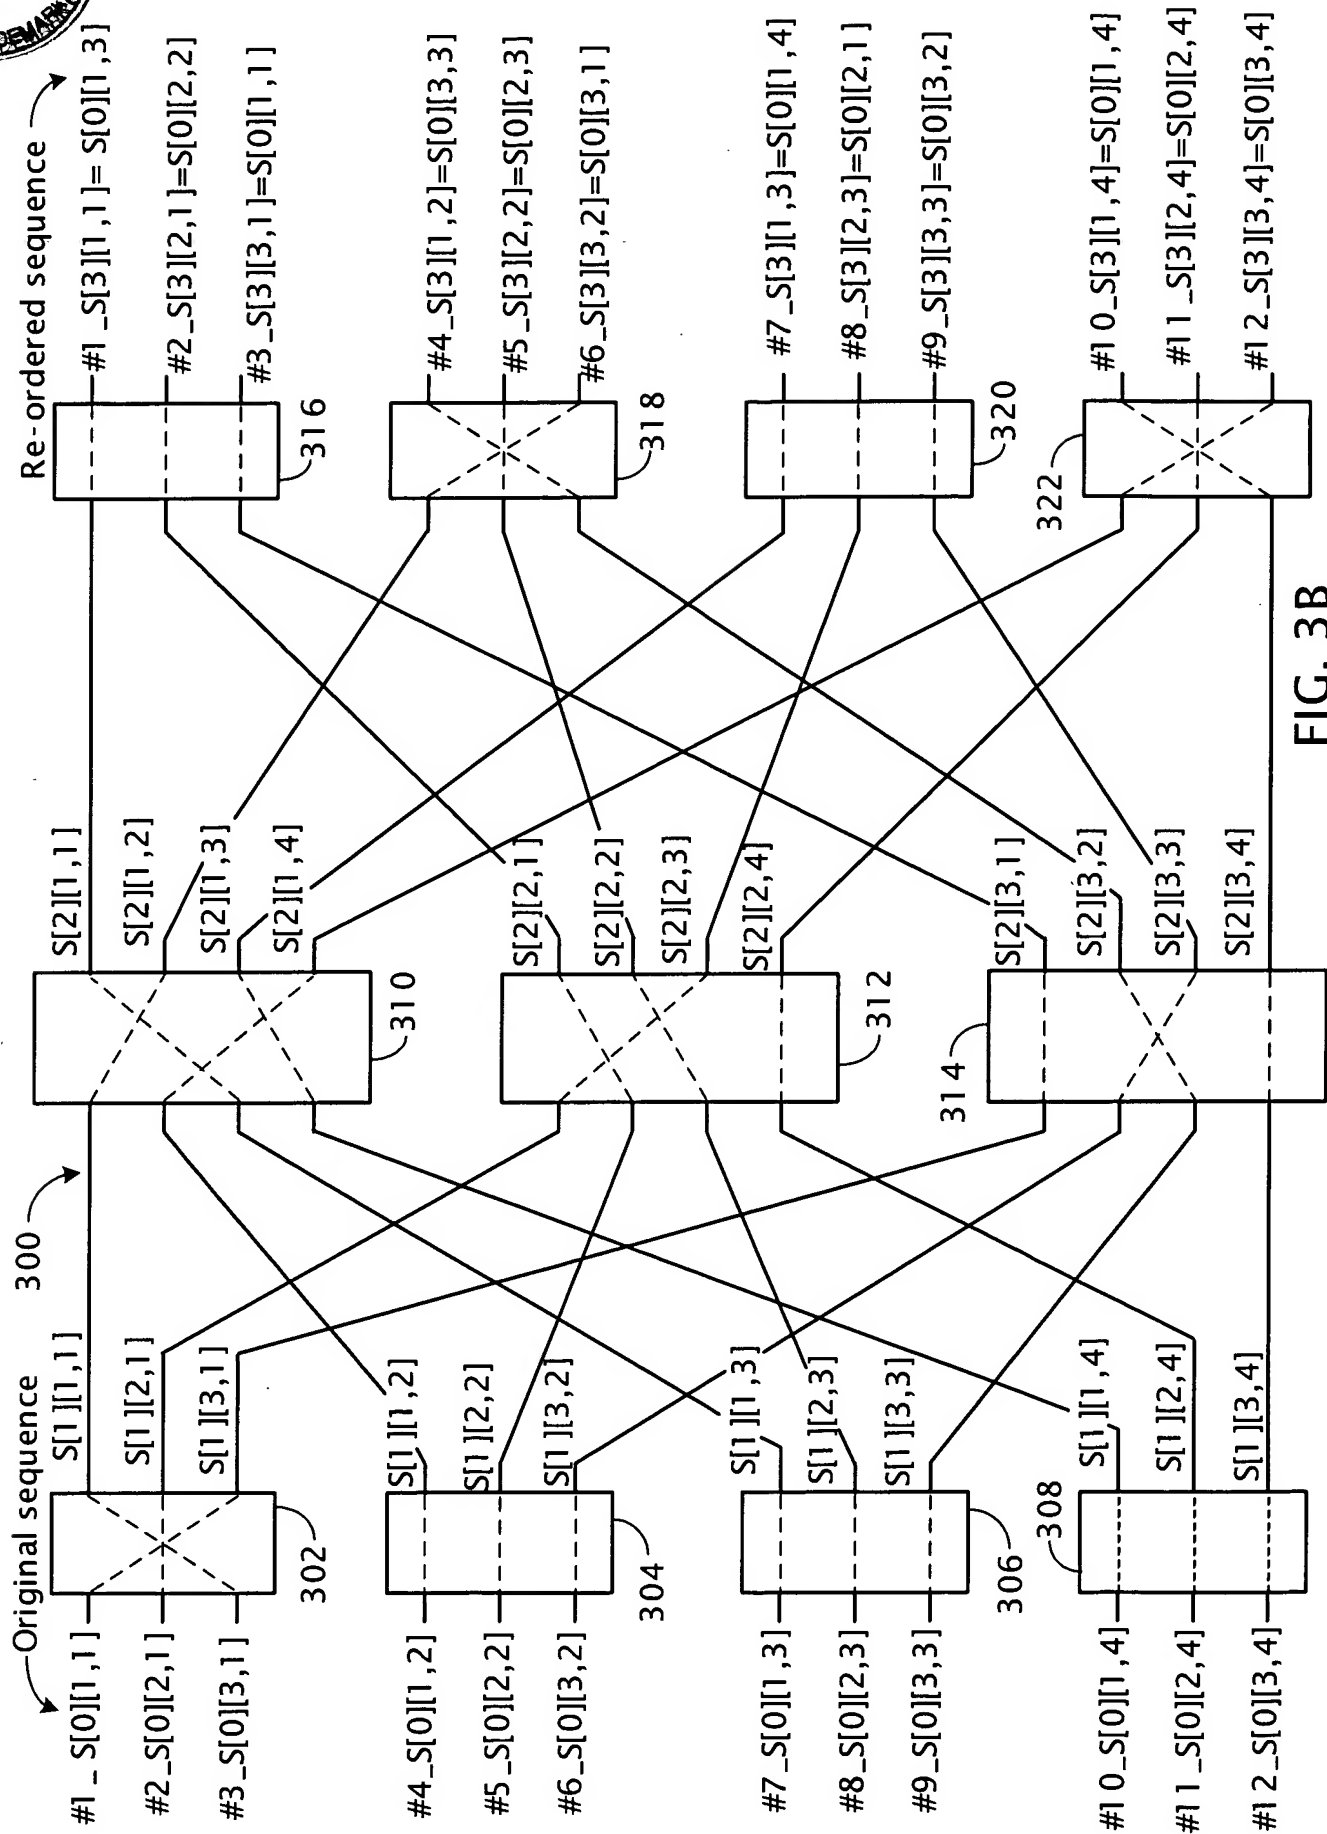 Original sequence
300
Re-ordered sequence
#1_S[0][1,1]
#2_S[0][2,1]
#3_S[0][3,1]
302
S[1][1,1]
S[1][2,1]
S[1][3,1]
#4_S[0][1,2]
#5_S[0][2,2]
#6_S[0][3,2]
304
S[1][1,2]
S[1][2,2]
S[1][3,2]
#7_S[0][1,3]
#8_S[0][2,3]
#9_S[0][3,3]
306
S[1][1,3]
S[1][2,3]
S[1][3,3]
#10_S[0][1,4]
#11_S[0][2,4]
#12_S[0][3,4]
308
S[1][1,4]
S[1][2,4]
S[1][3,4]
310
S[2][1,1]
S[2][1,2]
S[2][1,3]
S[2][1,4]
312
S[2][2,1]
S[2][2,2]
S[2][2,3]
S[2][2,4]
314
S[2][3,1]
S[2][3,2]
S[2][3,3]
S[2][3,4]
316
#1_S[3][1,1]= S[0][1,3]
#2_S[3][2,1]=S[0][2,2]
#3_S[3][3,1]=S[0][1,1]
318
#4_S[3][1,2]=S[0][3,3]
#5_S[3][2,2]=S[0][2,3]
#6_S[3][3,2]=S[0][3,1]
320
#7_S[3][1,3]=S[0][1,4]
#8_S[3][2,3]=S[0][2,1]
#9_S[3][3,3]=S[0][3,2]
322
#10_S[3][1,4]=S[0][1,4]
#11_S[3][2,4]=S[0][2,4]
#12_S[3][3,4]=S[0][3,4]
FIG. 3B